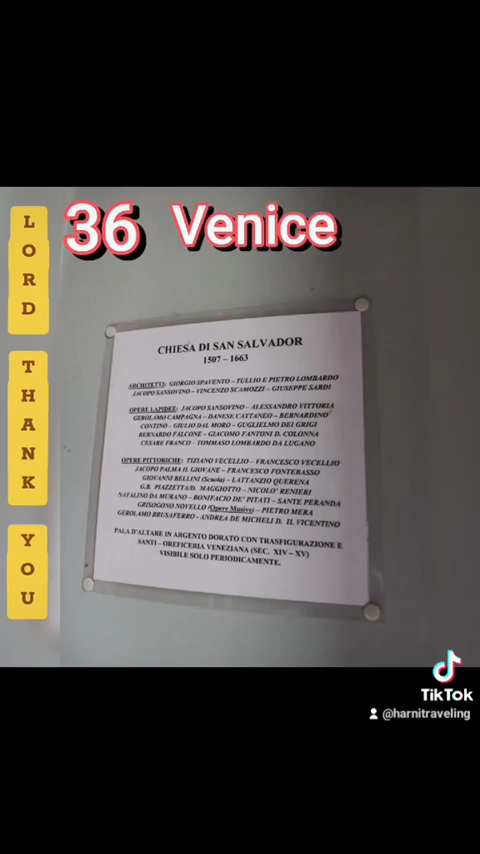 36 Venice
LORD
THANK
YOU
CHIESA DI SAN SALVADOR
1507 – 1663
ARCHITETTI: GIORGIO SPAVENTO – TULLIO E PIETRO LOMBARDO
JACOPO SANSOVINO – VINCENZO SCAMOZZI – GIUSEPPE SARDI
OPERE LAPIDEE: JACOPO SANSOVINO – ALESSANDRO VITTORIA
GEROLAMO CAMPAGNA – DANESE CATTANEO – BERNARDINO
CONTINO – GIULIO DAL MORO – GUGLIELMO DEI GRIGI
BERNARDO FALCONE – GIACOMO FANTONI D. COLONNA
CESARE FRANCO – TOMMASO LOMBARDO DA LUGANO
OPERE PITTORICHE: TIZIANO VECELLIO – FRANCESCO VECELLIO
JACOPO PALMA IL GIOVANE – FRANCESCO FONTEBASSO
GIOVANNI BELLINI (Scuola) – LATTANZIO QUERENA
G.B. PIAZZETTA/D. MAGGIOTTO – NICOLO' RENIERI
NATALINO DA MURANO – BONIFACIO DE' PITATI – SANTE PERANDA
GRISOGONO NOVELLO (Opere Musive) – PIETRO MERA
GEROLAMO BRUSAFERRO – ANDREA DE MICHELI D. IL VICENTINO
PALA D'ALTARE IN ARGENTO DORATO CON TRASFIGURAZIONE E
SANTI – OREFICERIA VENEZIANA (SEC. XIV – XV)
VISIBILE SOLO PERIODICAMENTE.
TikTok
@harnitraveling